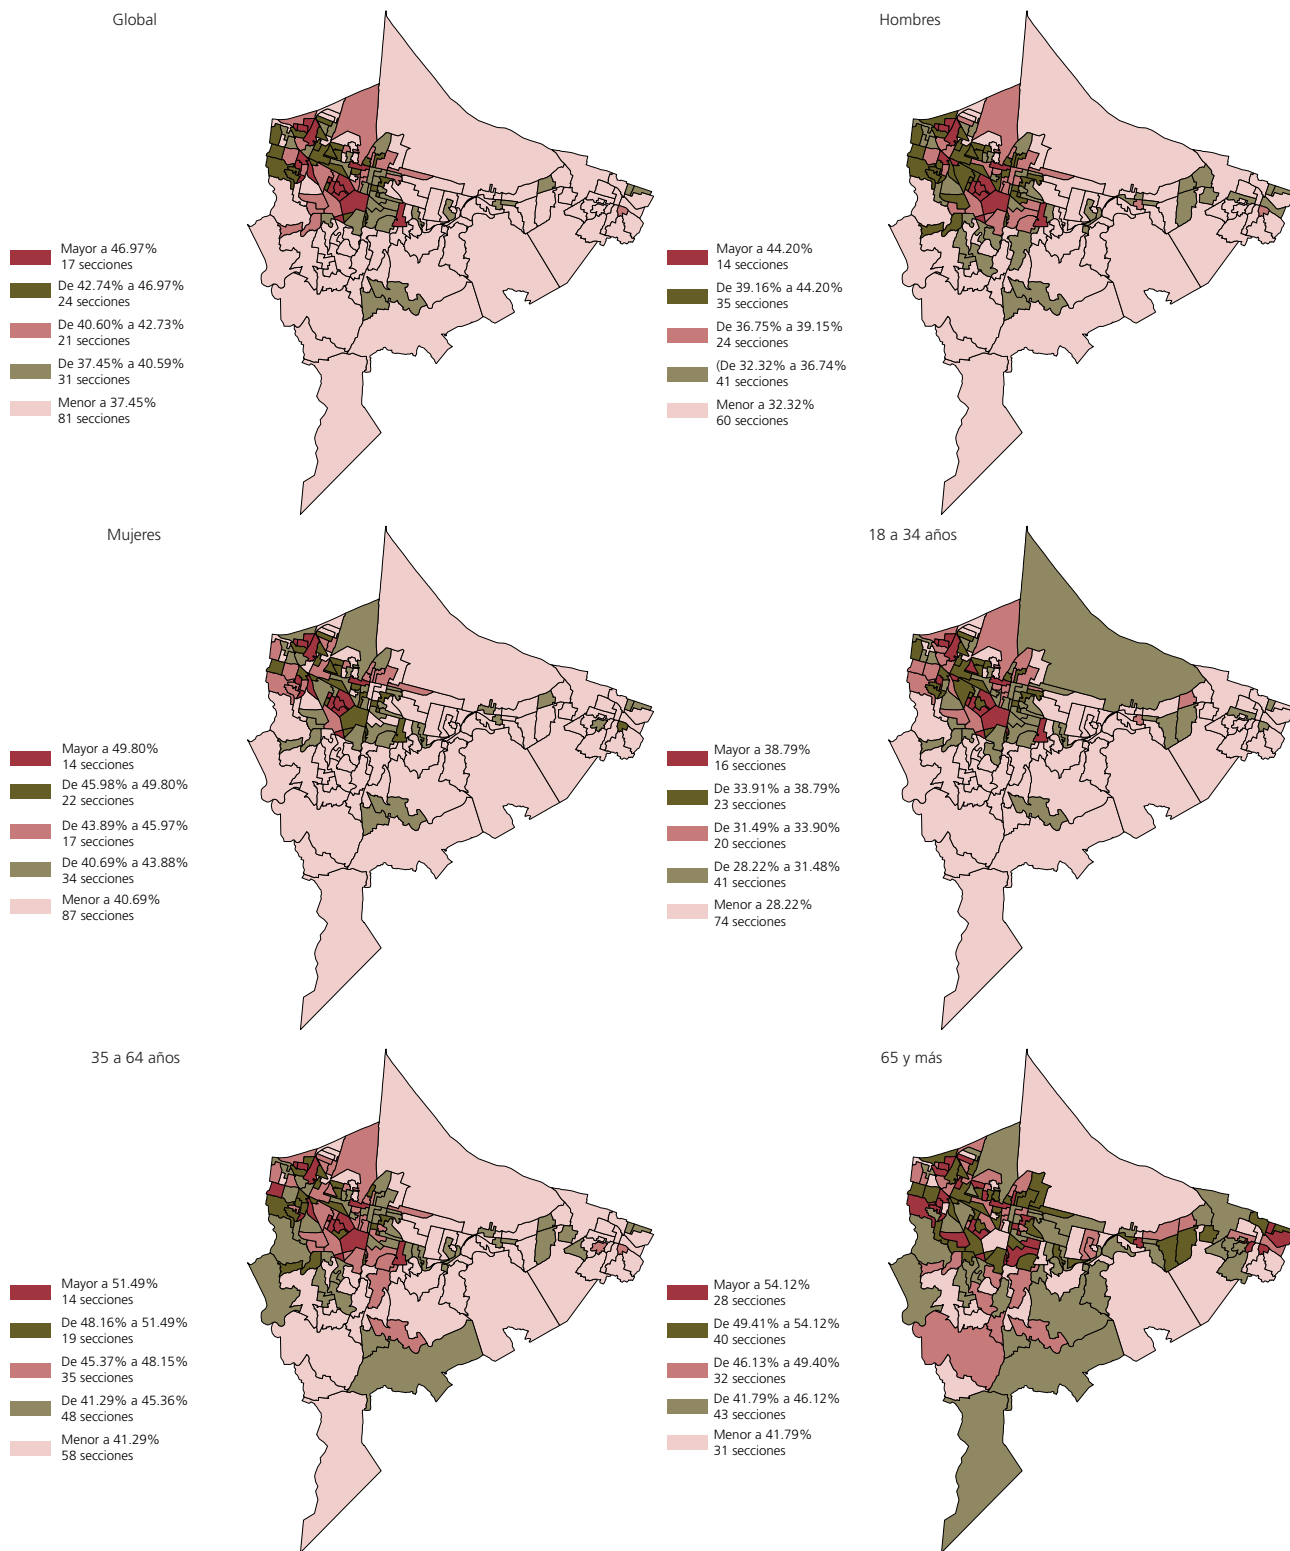 Global
Mayor a 46.97%
17 secciones
De 42.74% a 46.97%
24 secciones
De 40.60% a 42.73%
21 secciones
De 37.45% a 40.59%
31 secciones
Menor a 37.45%
81 secciones
Hombres
Mayor a 44.20%
14 secciones
De 39.16% a 44.20%
35 secciones
De 36.75% a 39.15%
24 secciones
(De 32.32% a 36.74%
41 secciones
Menor a 32.32%
60 secciones
Mujeres
Mayor a 49.80%
14 secciones
De 45.98% a 49.80%
22 secciones
De 43.89% a 45.97%
17 secciones
De 40.69% a 43.88%
34 secciones
Menor a 40.69%
87 secciones
18 a 34 años
Mayor a 38.79%
16 secciones
De 33.91% a 38.79%
23 secciones
De 31.49% a 33.90%
20 secciones
De 28.22% a 31.48%
41 secciones
Menor a 28.22%
74 secciones
35 a 64 años
Mayor a 51.49%
14 secciones
De 48.16% a 51.49%
19 secciones
De 45.37% a 48.15%
35 secciones
De 41.29% a 45.36%
48 secciones
Menor a 41.29%
58 secciones
65 y más
Mayor a 54.12%
28 secciones
De 49.41% a 54.12%
40 secciones
De 46.13% a 49.40%
32 secciones
De 41.79% a 46.12%
43 secciones
Menor a 41.79%
31 secciones